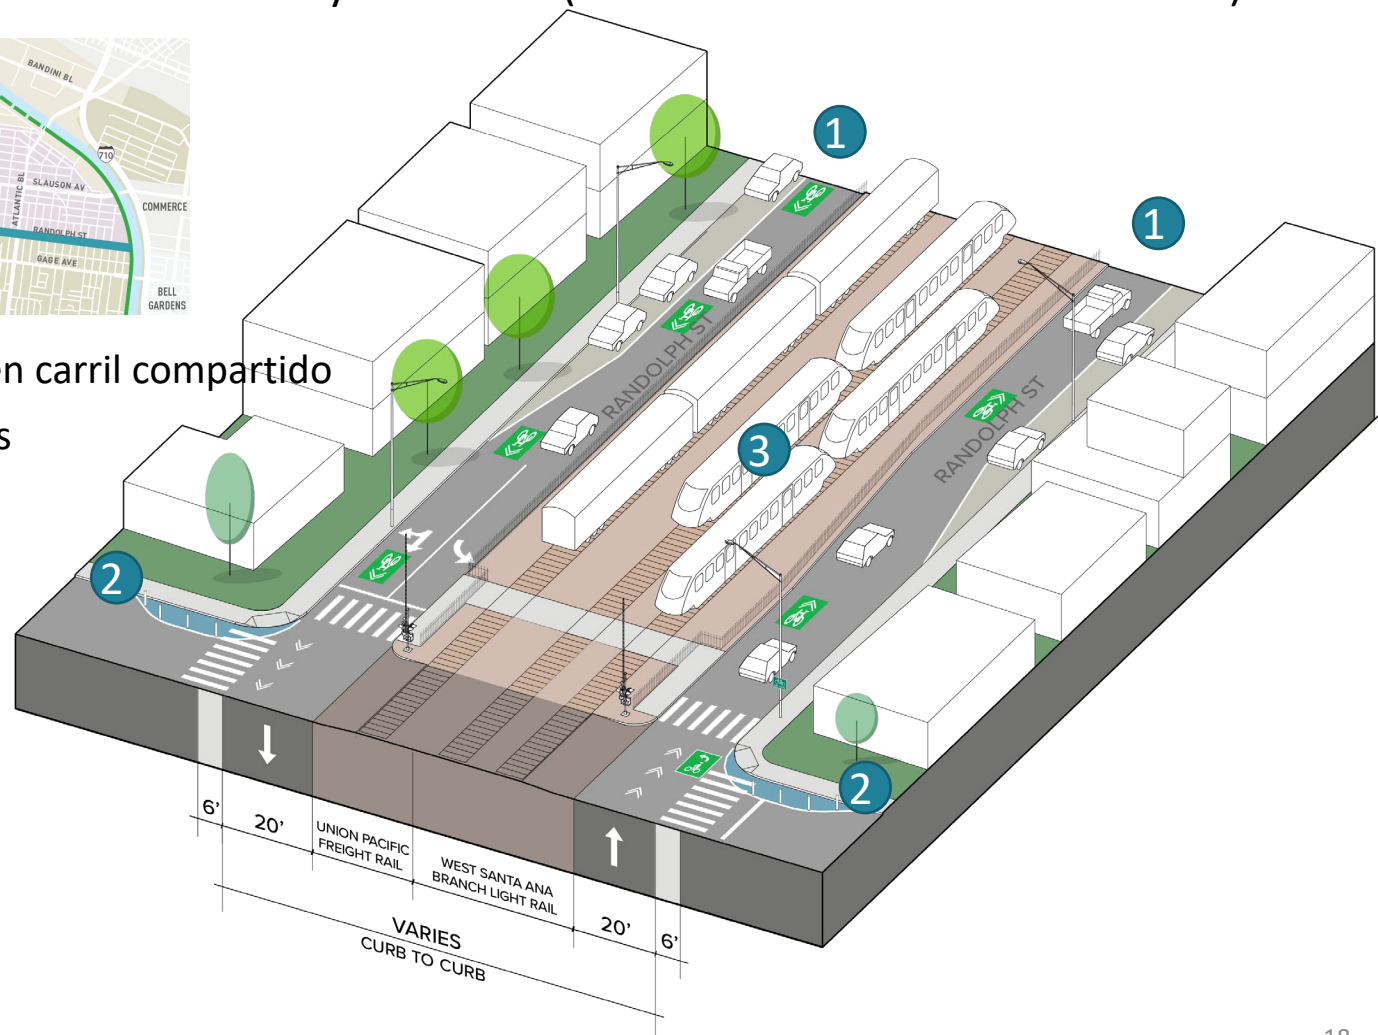 BANDINI BL
710
SLAUSON AV
ATLANTIC BL
COMMERCE
RANDOLPH ST
GAGE AVE
BELL
GARDENS
en carril compartido
s
1
1
RANDOLPH ST
RANDOLPH ST
3
2
2
6'
20'
UNION PACIFIC
FREIGHT RAIL
WEST SANTA ANA
BRANCH LIGHT RAIL
20'
6'
VARIES
CURB TO CURB